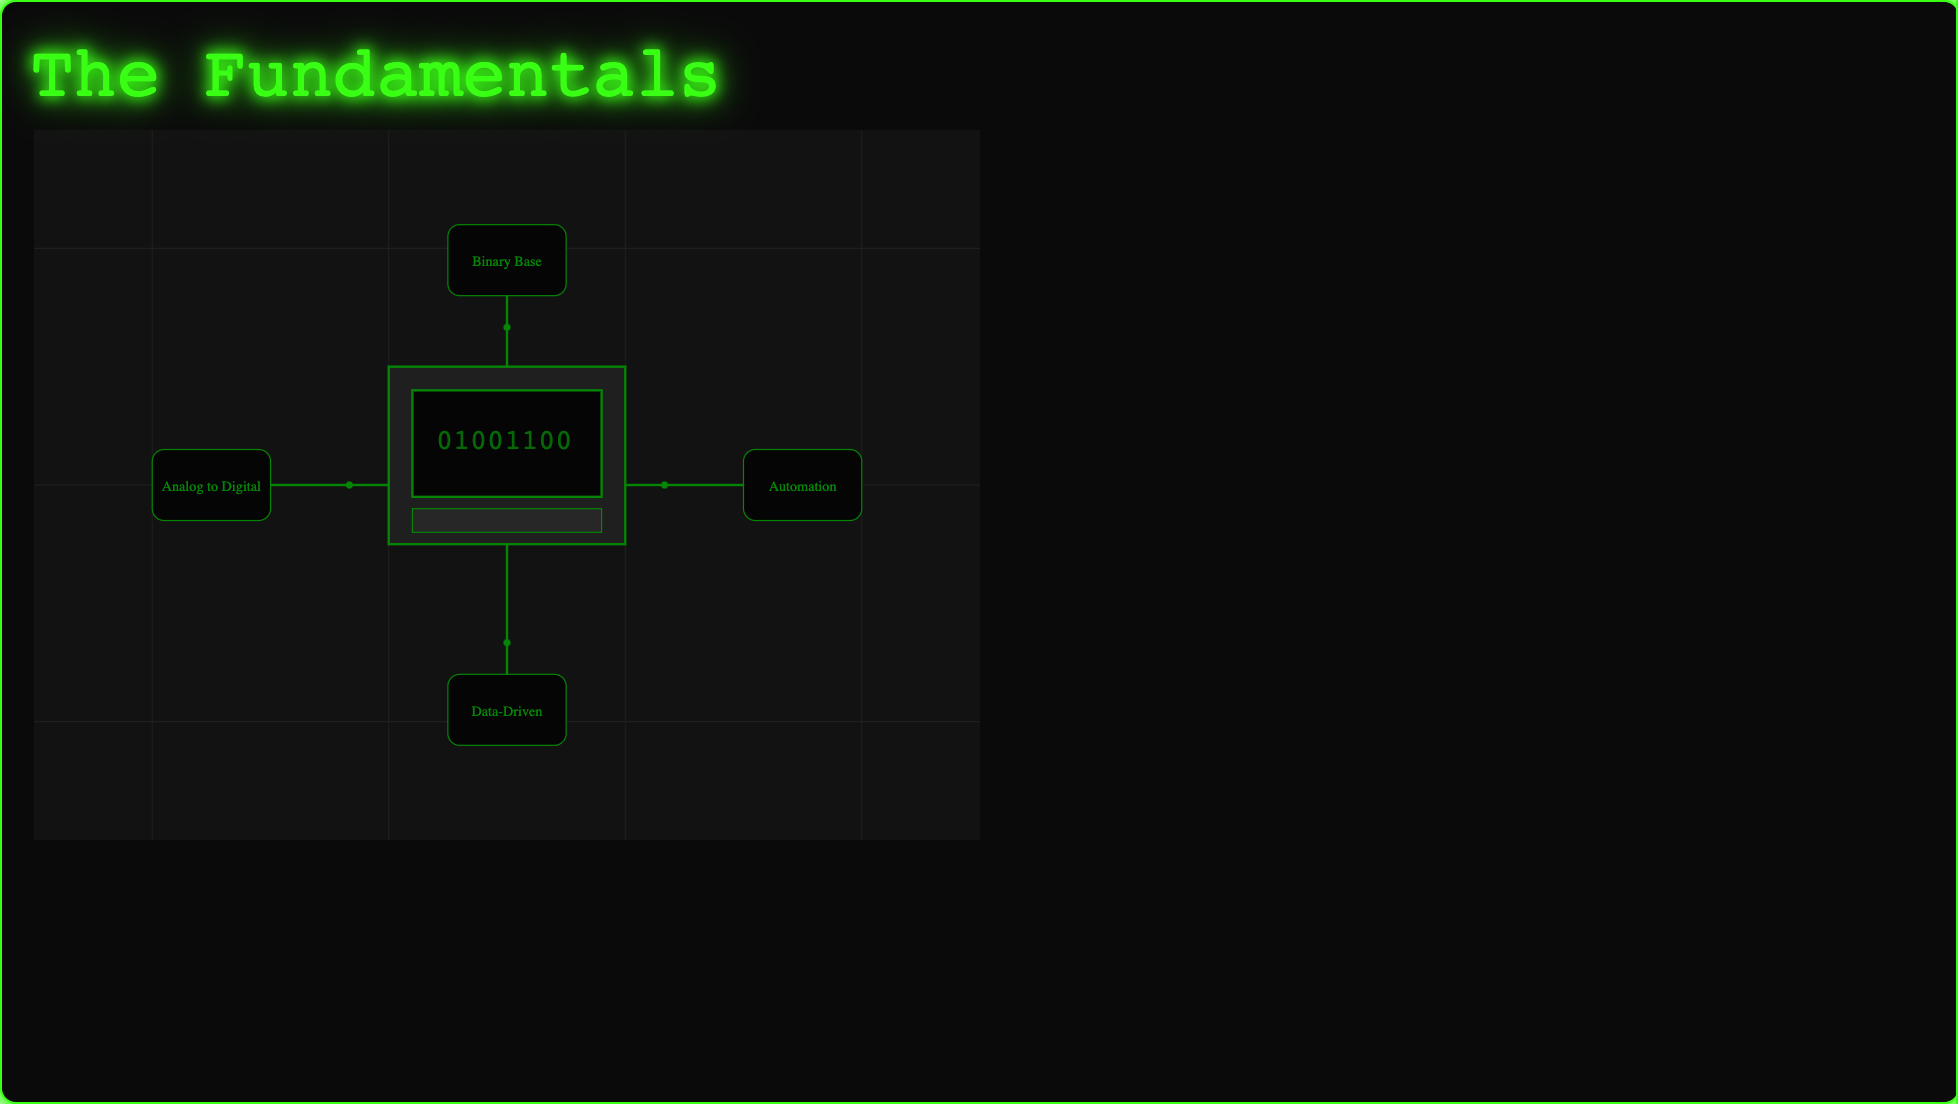 The Fundamentals
Binary Base
01001100
Analog to Digital
Automation
Data-Driven